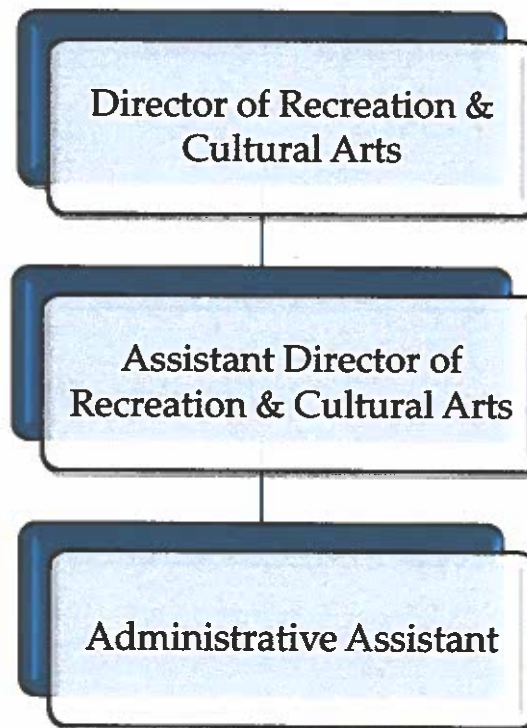 Director of Recreation &
Cultural Arts
Assistant Director of
Recreation & Cultural Arts
Administrative Assistant